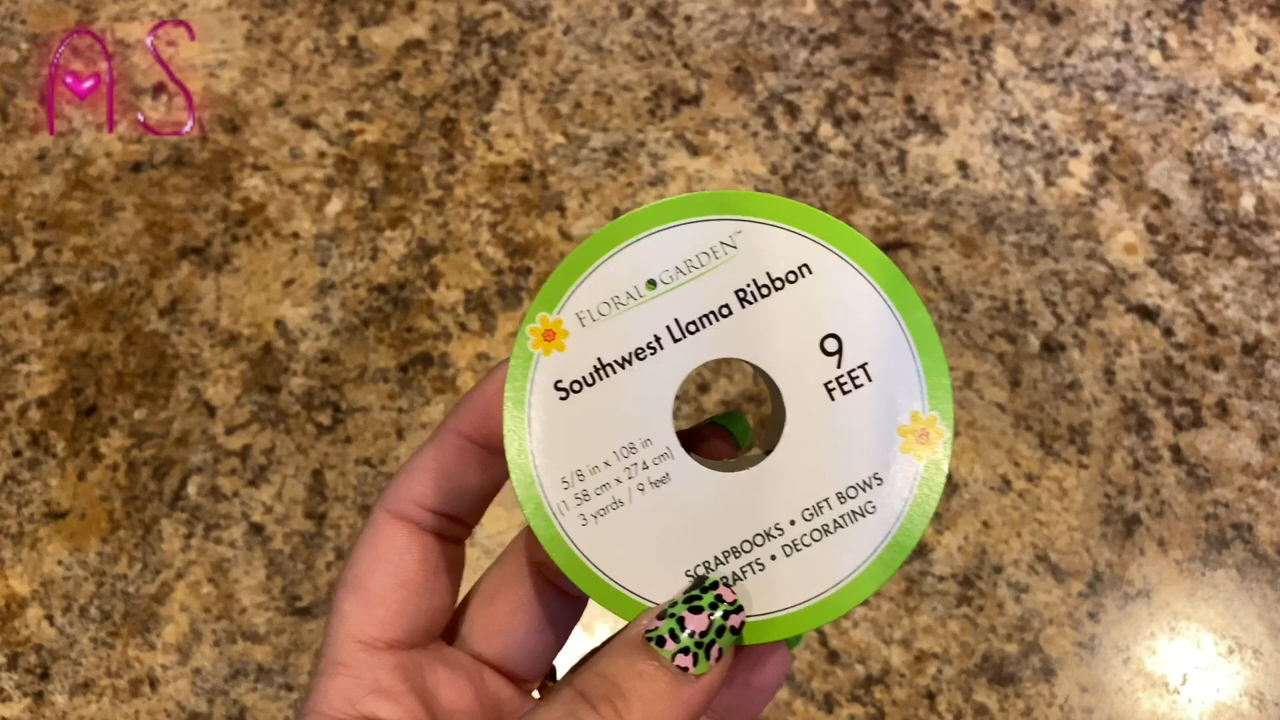 AS
FLORAL GARDEN™
Southwest Llama Ribbon
9
FEET
5/8 in x 108 in
(1.58 cm x 274 cm)
3 yards / 9 feet
SCRAPBOOKS • GIFT BOWS
RAFTS • DECORATING